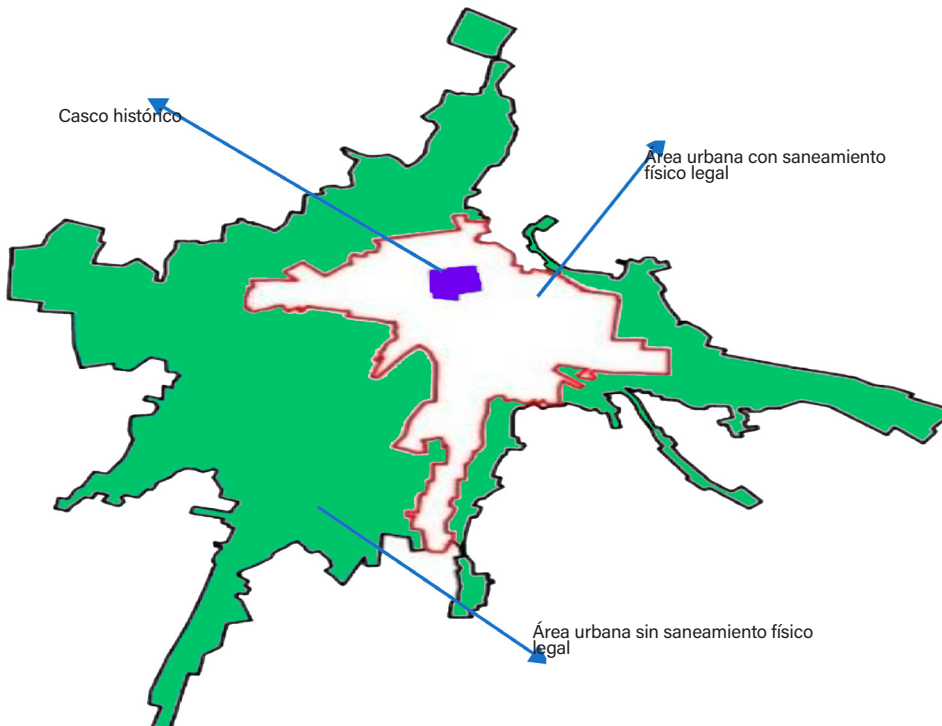 Casco histórico
Área urbana con saneamiento
físico legal
Área urbana sin saneamiento físico
legal